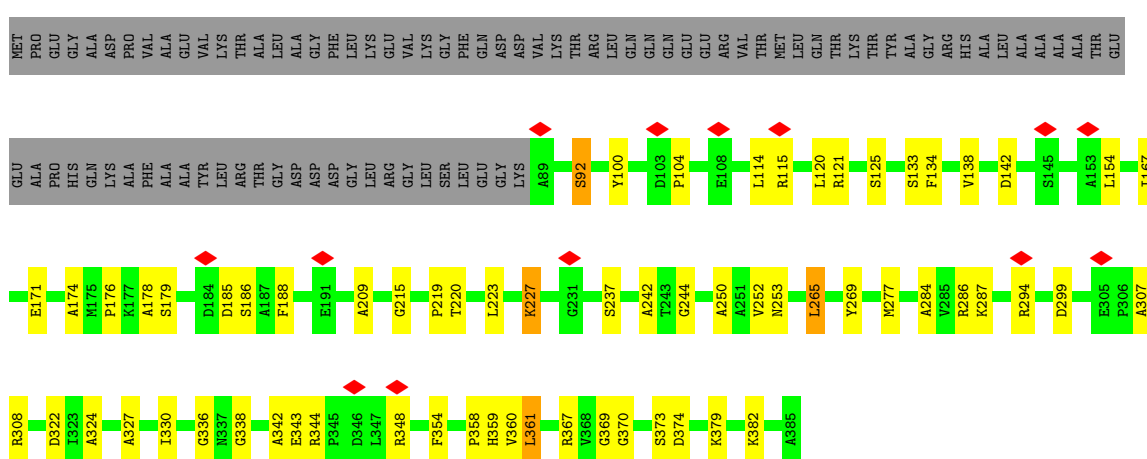 MET PRO GLU GLY ALA ASP PRO VAL ALA GLU VAL LYS THR ALA LEU ALA GLY PHE LEU LYS GLU VAL LYS GLY PHE GLN ASP ASP VAL LYS THR ARG LEU GLN GLN GLN GLU GLU ARG VAL THR MET LEU GLN THR LYS THR TYR ALA GLY ARG HIS ALA LEU ALA ALA ALA ALA THR GLU
GLU ALA PRO HIS GLN LYS ALA PHE ALA ALA TYR LEU ARG THR GLY ASP ASP ASP GLY LEU ARG GLY LEU SER LEU GLU GLY LYS A89 S92 Y100 D103 P104 E108 L114 R115 L120 R121 S125 S133 F134 V138 D142 S145 A153 L154
E171 A174 M175 P176 K177 A178 S179 D184 D185 S186 A187 F188 E191 A209 G215 P219 T220 L223 K227 G231 S237 A242 T243 G244 A250 A251 V252 N253 L265 Y269 M277 A284 V285 R286 K287 R294 D299 E305 P306 A307
R308 D322 I323 A324 A327 I330 G336 N337 G338 A342 E343 R344 P345 D346 L347 R348 F354 P358 H359 V360 L361 R367 V368 G369 G370 S373 D374 K379 K382 A385